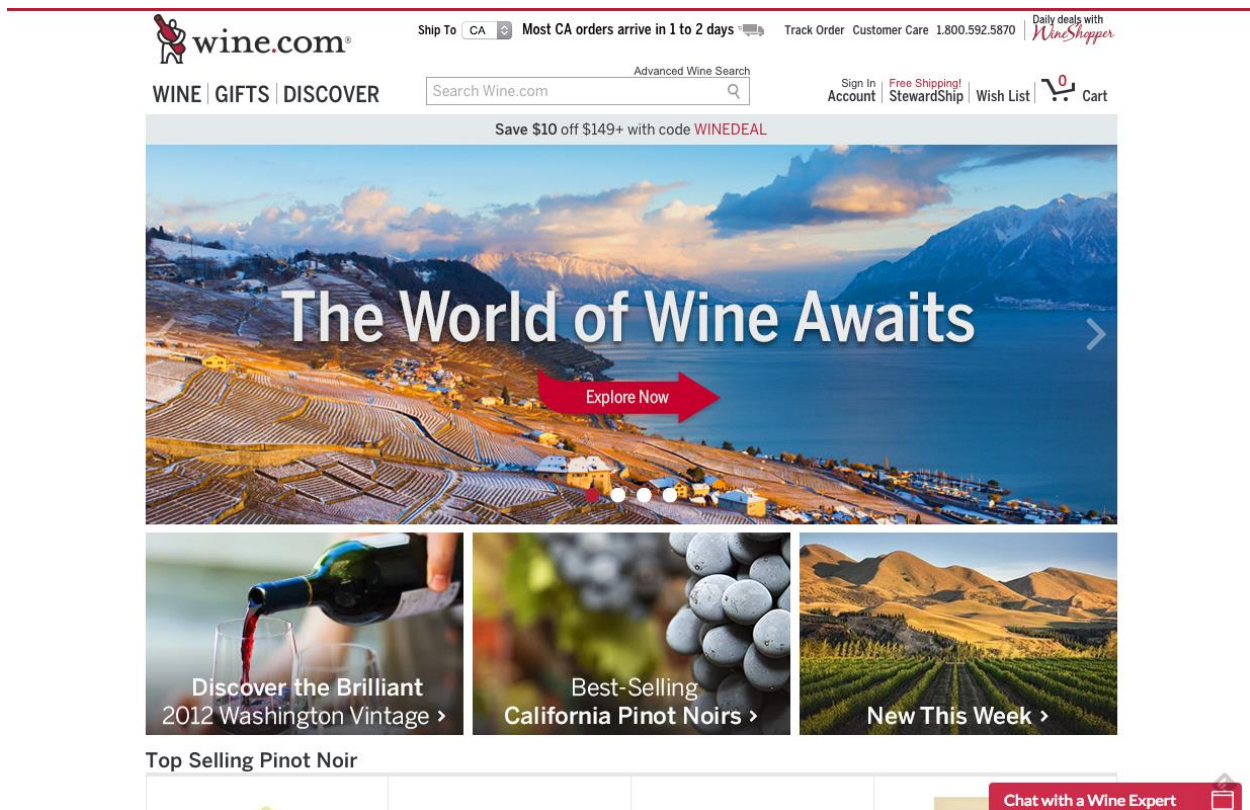 wine.com®
Ship To CA Most CA orders arrive in 1 to 2 days
Track Order Customer Care 1.800.592.5870
Daily deals with
WineShopper
WINE GIFTS DISCOVER
Advanced Wine Search
Search Wine.com
Sign In
Account
Free Shipping!
StewardShip
Wish List
0
Cart
Save $10 off $149+ with code WINEDEAL
The World of Wine Awaits
Explore Now
Discover the Brilliant
2012 Washington Vintage >
Best-Selling
California Pinot Noirs >
New This Week >
Top Selling Pinot Noir
Chat with a Wine Expert